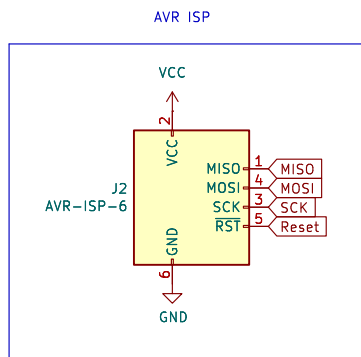 AVR ISP
VCC
2
VCC
MISO 1 MISO
J2 MOSI 4 MOSI
AVR-ISP-6 SCK 3 SCK
RST 5 Reset
GND
6
GND